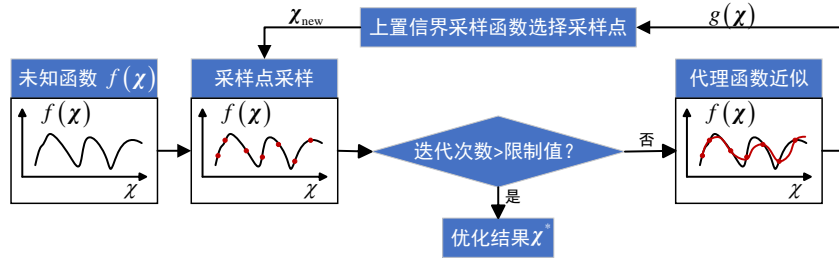 χnew
上置信界采样函数选择采样点
g(χ)
未知函数 f(χ)
采样点采样
代理函数近似
f(χ)
χ
f(χ)
χ
迭代次数>限制值?
否
f(χ)
χ
是
优化结果χ*